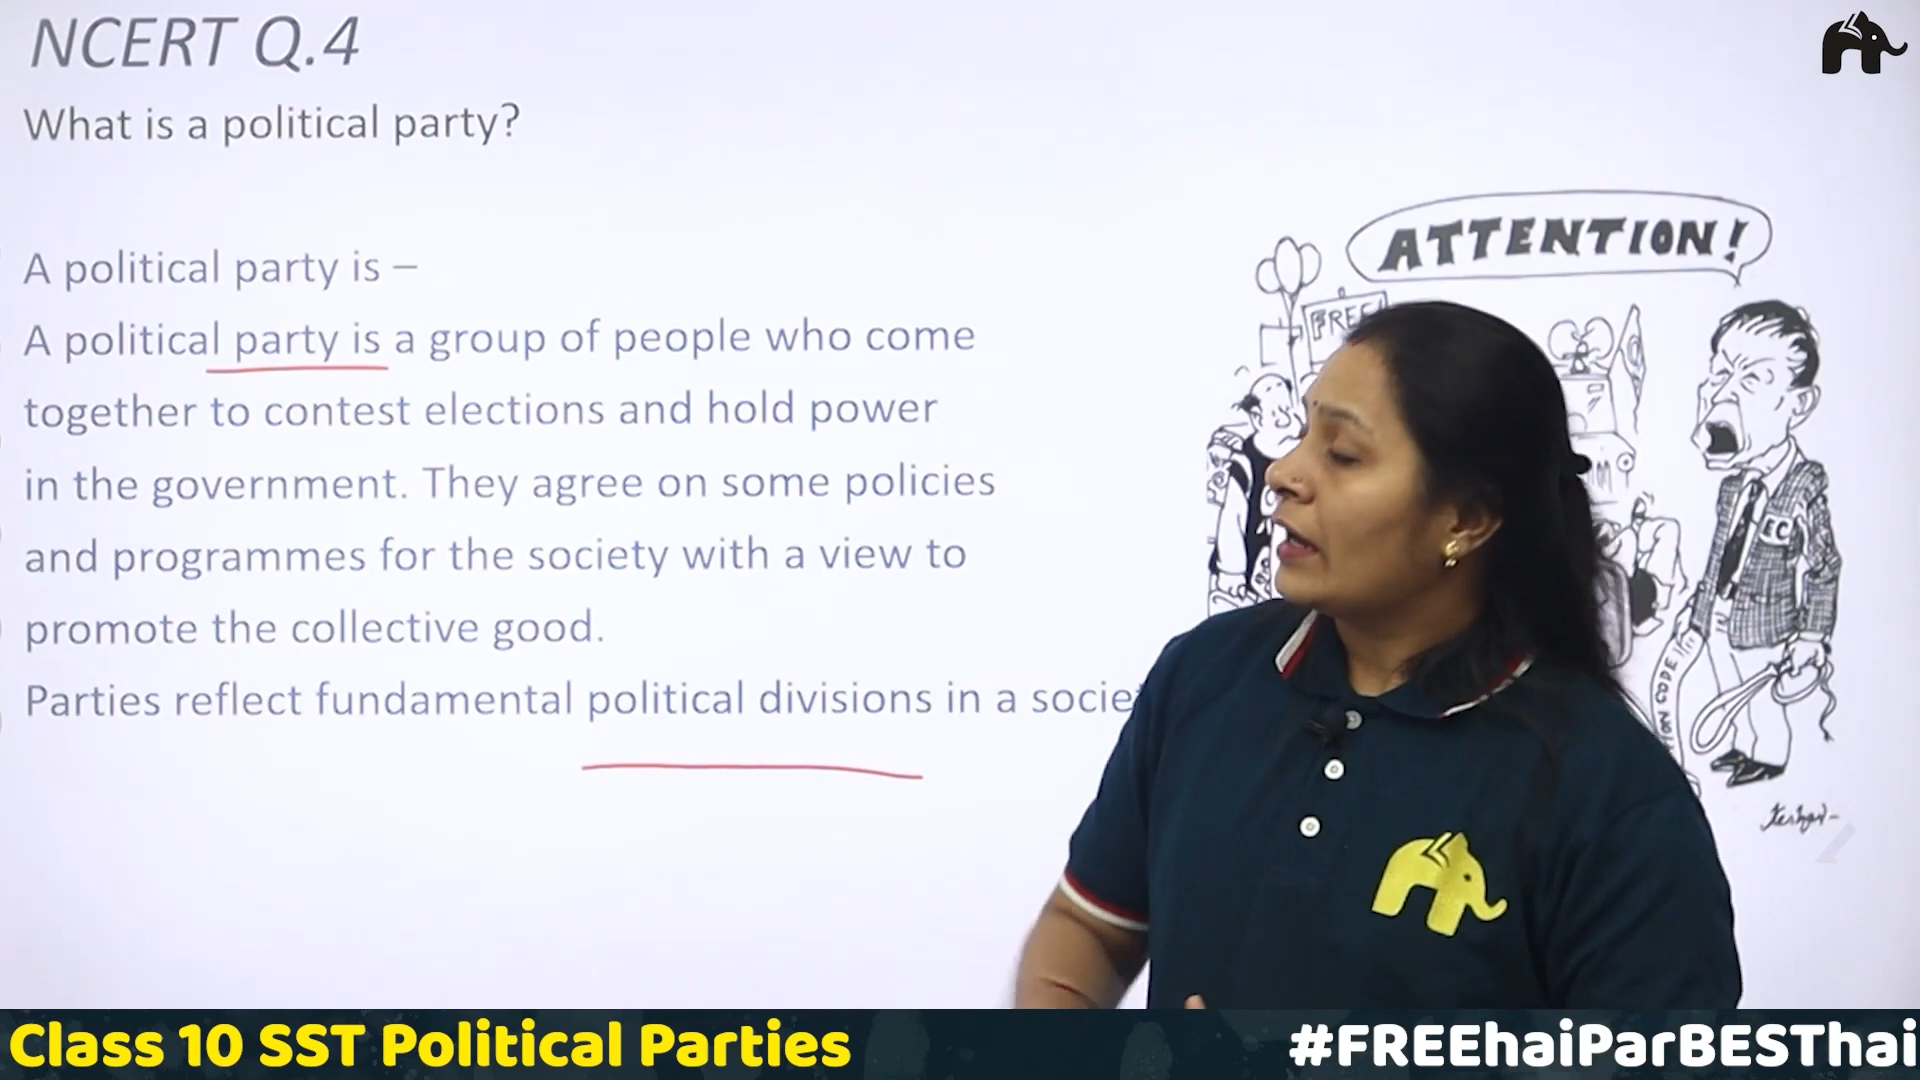 NCERT Q.4
What is a political party?
A political party is –
A political party is a group of people who come
together to contest elections and hold power
in the government. They agree on some policies
and programmes for the society with a view to
promote the collective good.
Parties reflect fundamental political divisions in a
ATTENTION!
EC
CODE
Class 10 SST Political Parties
#FREEhaiParBESThai